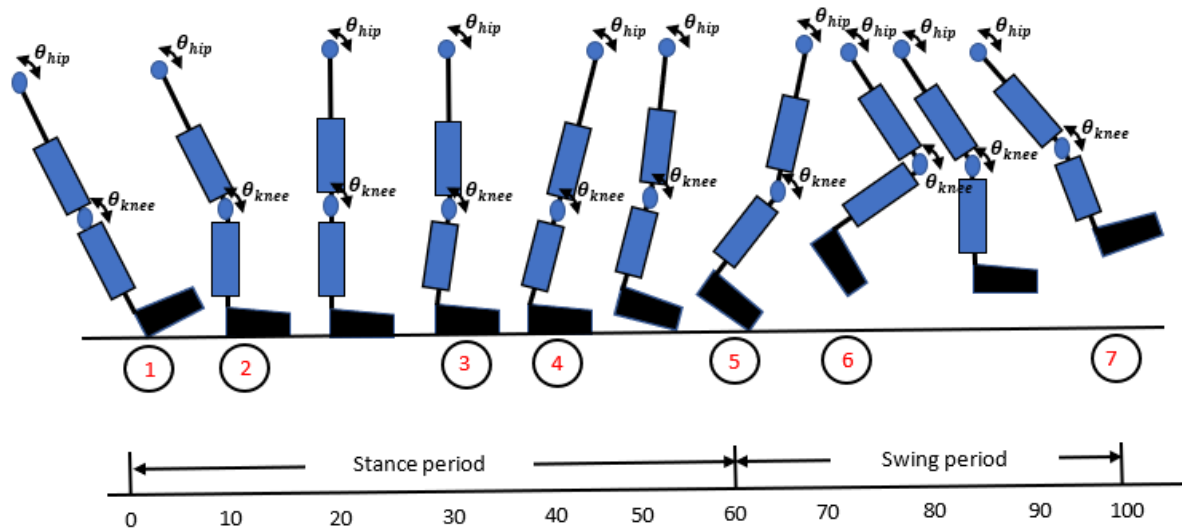 θhip θhip θhip θhip θhip θhip θhip θhip θhip θhip
θknee θknee θknee θknee θknee θknee θknee θknee θknee θknee
1 2 3 4 5 6 7
Stance period Swing period
0 10 20 30 40 50 60 70 80 90 100